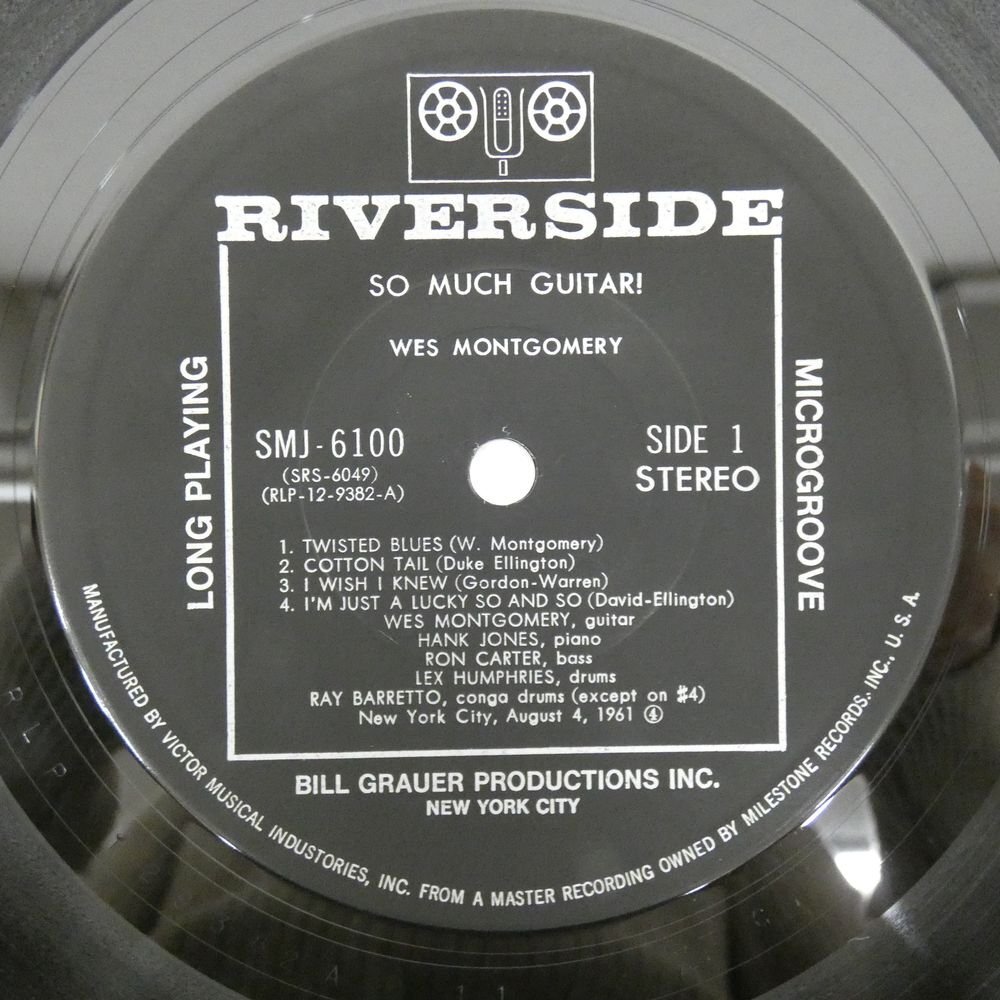 RIVERSIDE
SO MUCH GUITAR!
WES MONTGOMERY
LONG PLAYING
MICROGROOVE
SMJ-6100
(SRS-6049)
(RLP-12-9382-A)
SIDE 1
STEREO
1. TWISTED BLUES (W. Montgomery)
2. COTTON TAIL (Duke Ellington)
3. I WISH I KNEW (Gordon-Warren)
4. I'M JUST A LUCKY SO AND SO (David-Ellington)
WES MONTGOMERY, guitar
HANK JONES, piano
RON CARTER, bass
LEX HUMPHRIES, drums
RAY BARRETTO, conga drums (except on #4)
New York City, August 4, 1961 ④
BILL GRAUER PRODUCTIONS INC.
NEW YORK CITY
MANUFACTURED BY VICTOR MUSICAL INDUSTORIES, INC. FROM A MASTER RECORDING OWNED BY MILESTONE RECORDS. INC., U. S. A.
RLP